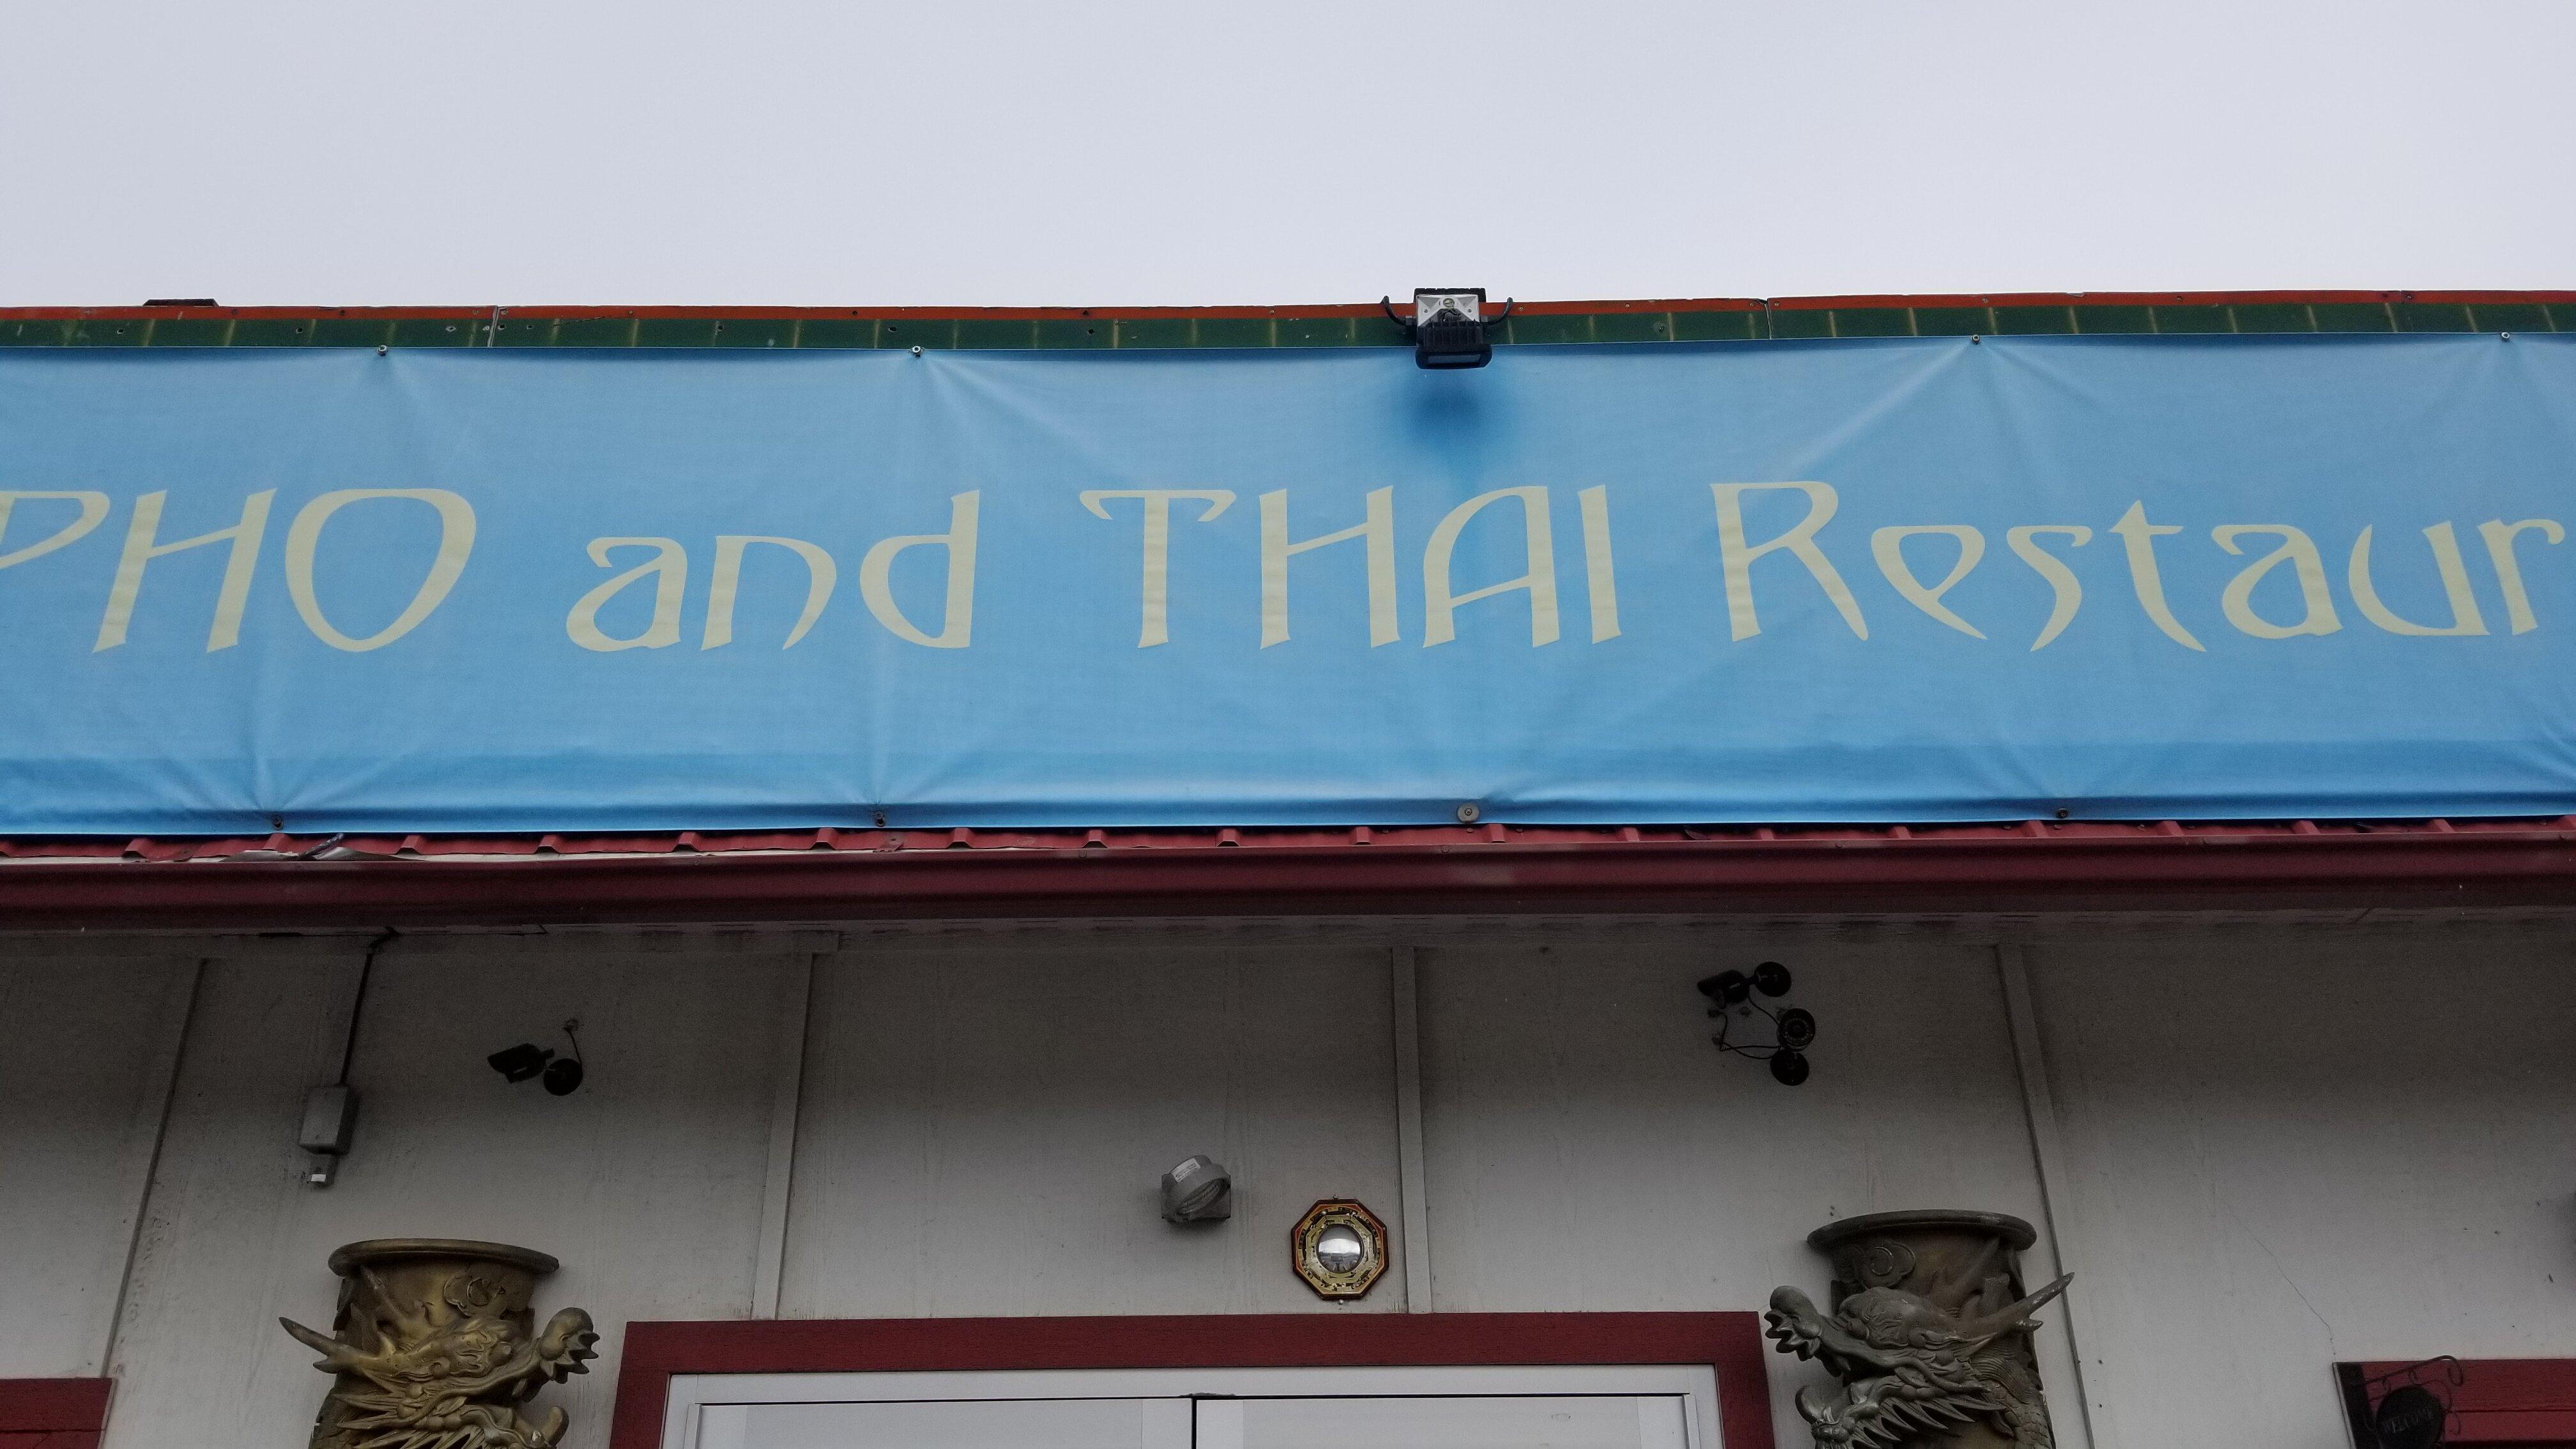 PHO and THAI Restaur